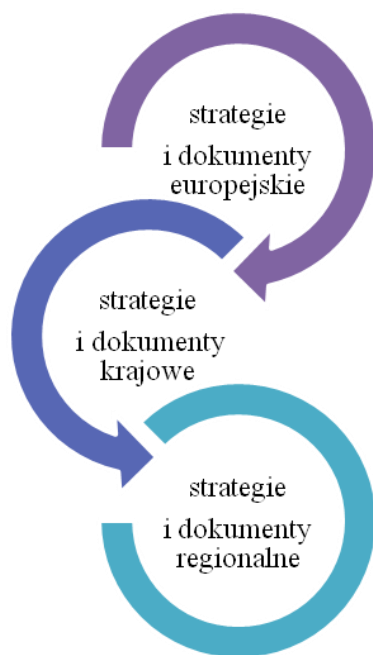 strategie
i dokumenty
europejskie
strategie
i dokumenty
krajowe
strategie
i dokumenty
regionalne